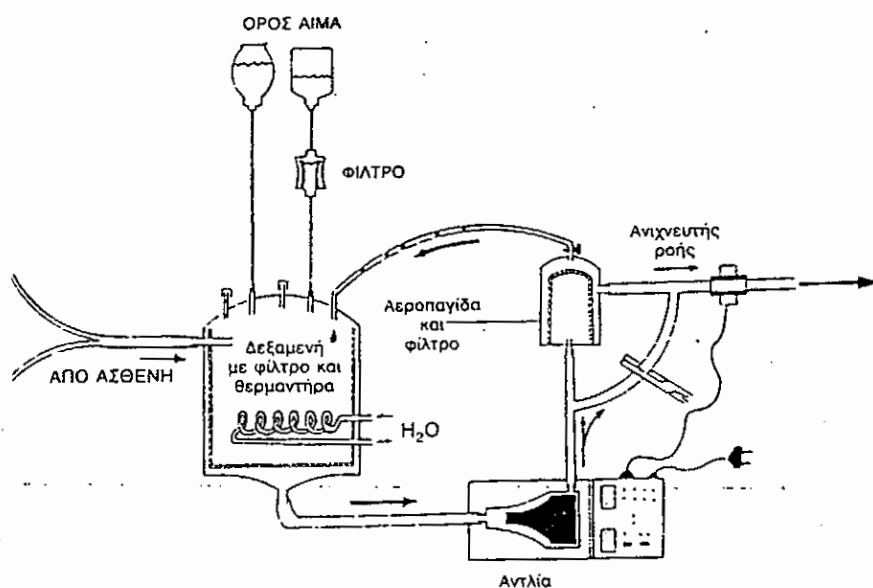 ΟΡΟΣ ΑΙΜΑ
ΦΙΛΤΡΟ
Ανιχνευτής
ροής
Αεροπαγίδα
και
φίλτρο
Δεξαμενή
με φίλτρο και
θερμαντήρα
ΑΠΟ ΑΣΘΕΝΗ
H₂O
Αντλία